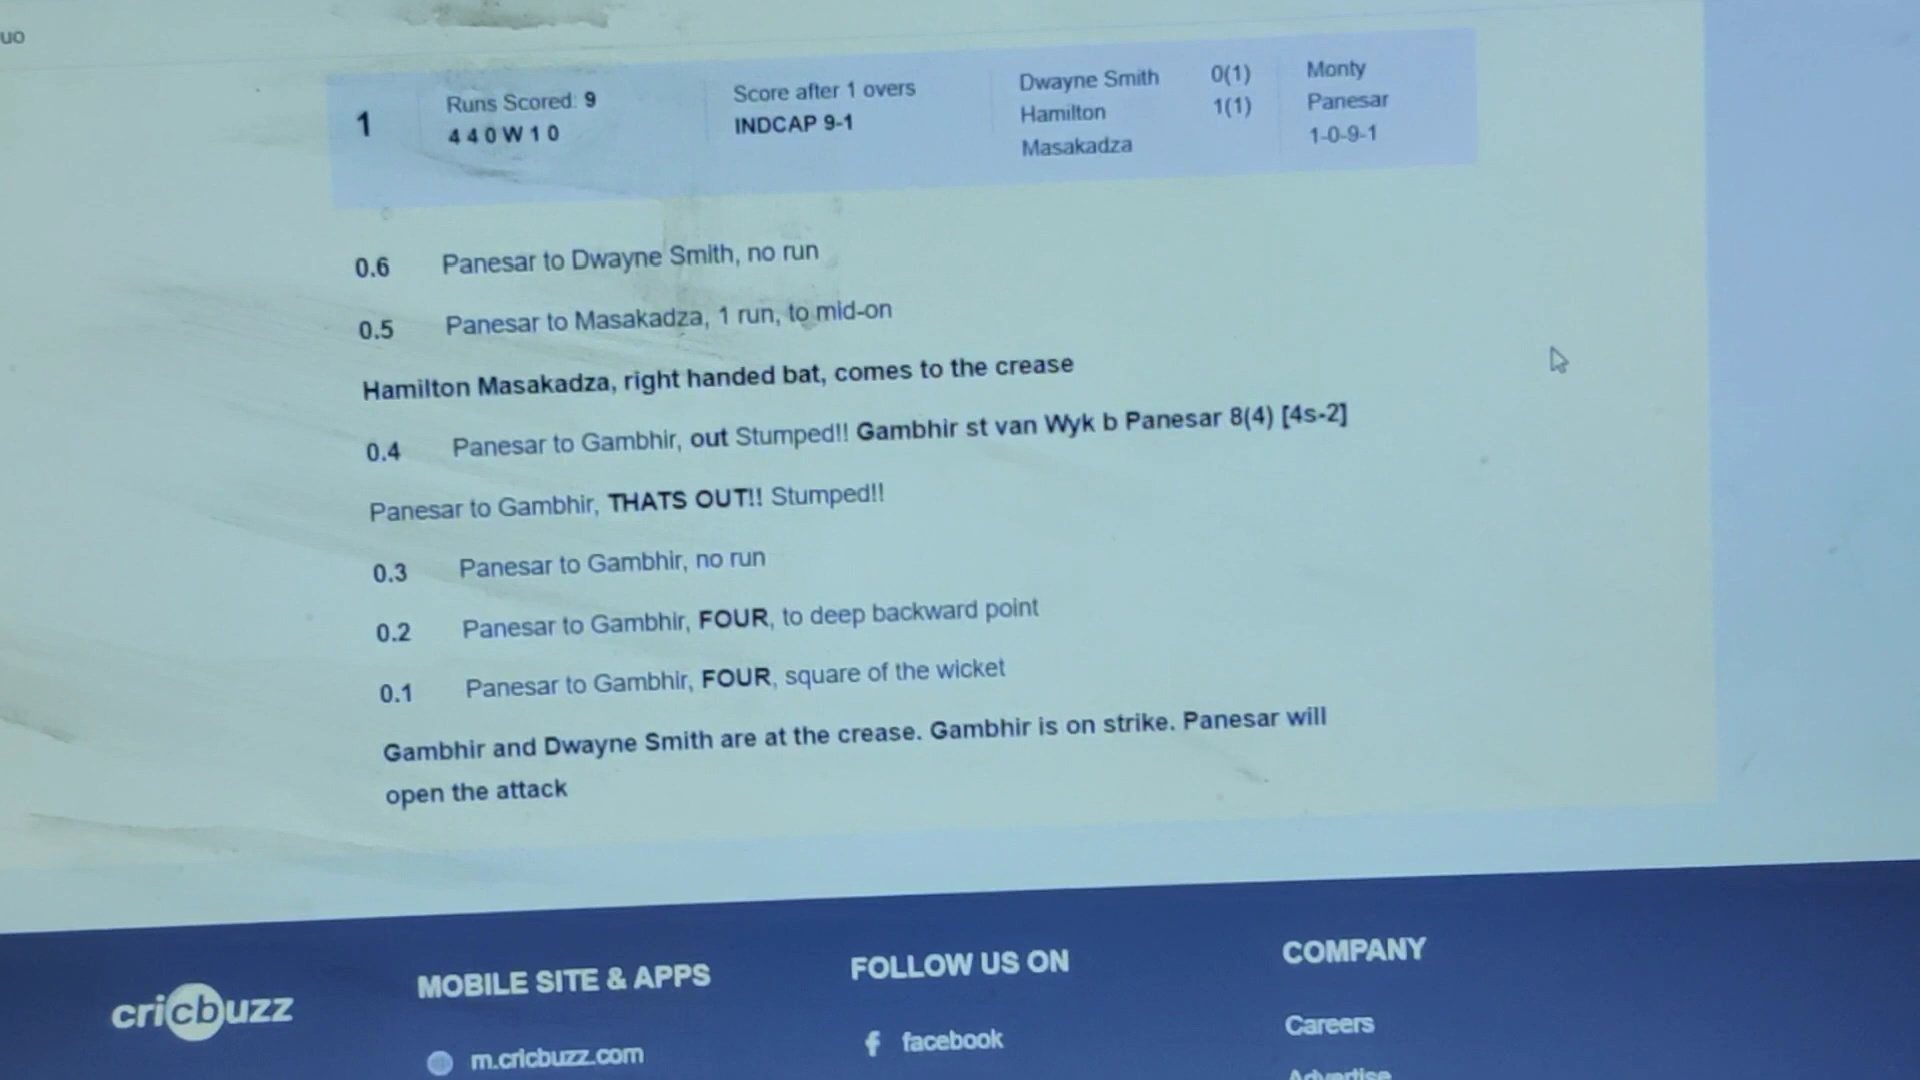 uo
1
Runs Scored: 9
4 4 0 W 1 0
Score after 1 overs
INDCAP 9-1
Dwayne Smith 0(1)
Hamilton 1(1)
Masakadza
Monty
Panesar
1-0-9-1
0.6 Panesar to Dwayne Smith, no run
0.5 Panesar to Masakadza, 1 run, to mid-on
Hamilton Masakadza, right handed bat, comes to the crease
0.4 Panesar to Gambhir, out Stumped!! Gambhir st van Wyk b Panesar 8(4) [4s-2]
Panesar to Gambhir, THATS OUT!! Stumped!!
0.3 Panesar to Gambhir, no run
0.2 Panesar to Gambhir, FOUR, to deep backward point
0.1 Panesar to Gambhir, FOUR, square of the wicket
Gambhir and Dwayne Smith are at the crease. Gambhir is on strike. Panesar will
open the attack
cricbuzz
MOBILE SITE & APPS
m.cricbuzz.com
FOLLOW US ON
facebook
COMPANY
Careers
Advertise